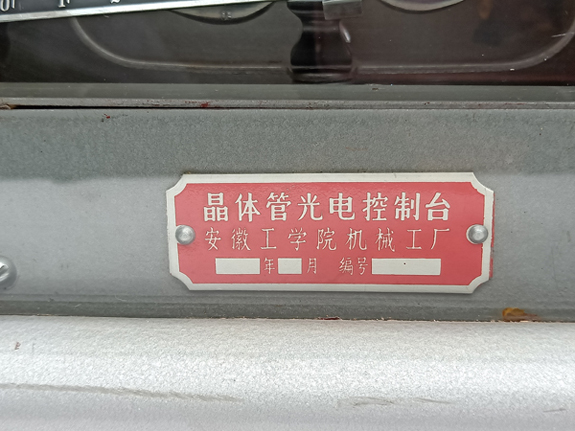 晶体管光电控制台
安徽工学院机械工厂
年 月 编号